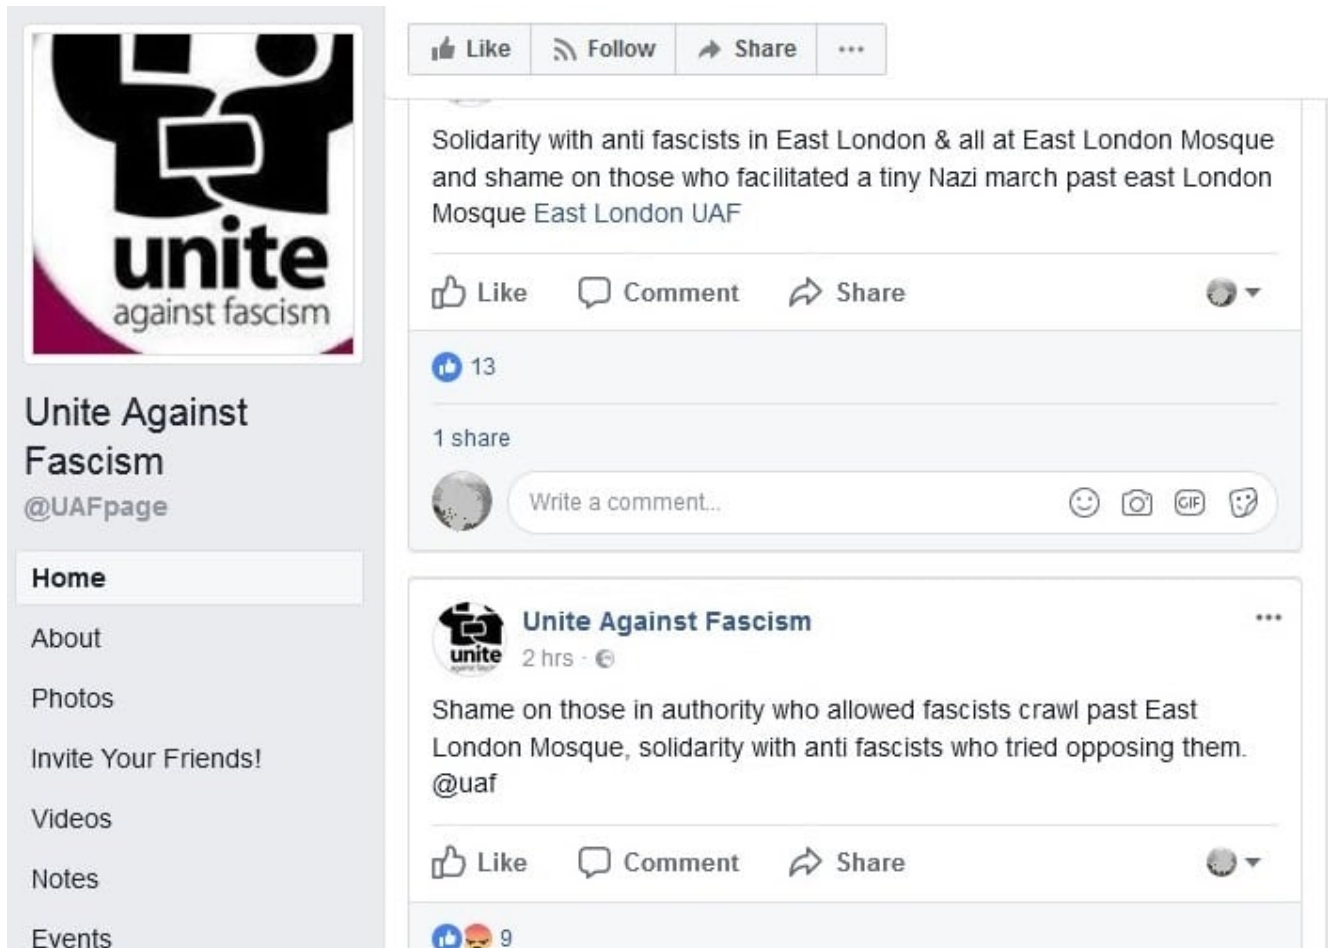 unite
against fascism
Unite Against
Fascism
@UAFpage
Home
About
Photos
Invite Your Friends!
Videos
Notes
Events
Like
Follow
Share
Solidarity with anti fascists in East London & all at East London Mosque
and shame on those who facilitated a tiny Nazi march past east London
Mosque East London UAF
Like
Comment
Share
13
1 share
Write a comment...
GIF
Unite Against Fascism
unite
against fascism
2 hrs ·
Shame on those in authority who allowed fascists crawl past East
London Mosque, solidarity with anti fascists who tried opposing them.
@uaf
Like
Comment
Share
9